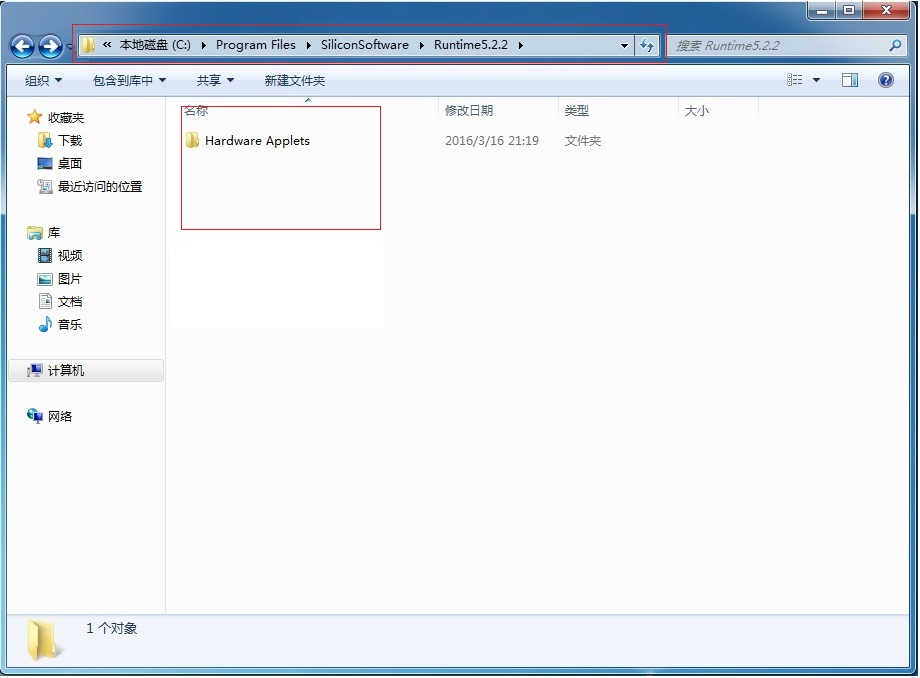 « 本地磁盘 (C:) Program Files SiliconSoftware Runtime5.2.2
搜索 Runtime5.2.2
组织 包含到库中 共享 新建文件夹
名称 修改日期 类型 大小
Hardware Applets 2016/3/16 21:19 文件夹
收藏夹
下载
桌面
最近访问的位置
库
视频
图片
文档
音乐
计算机
网络
1 个对象